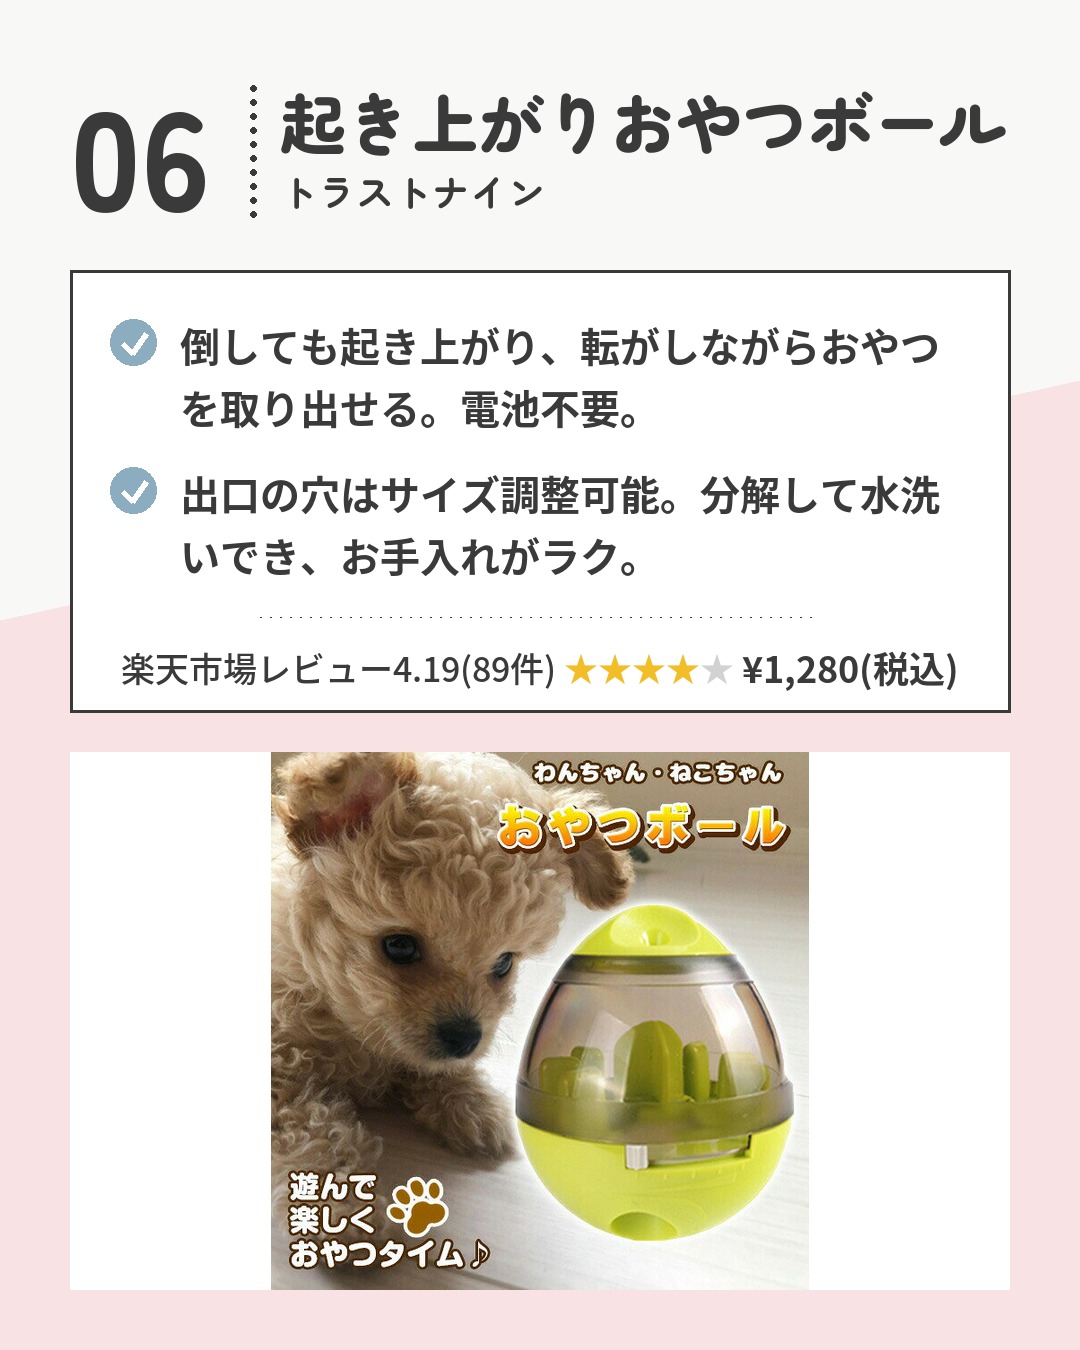 06
起き上がりおやつボール
トラストナイン
倒しても起き上がり、転がしながらおやつ
を取り出せる。電池不要。
出口の穴はサイズ調整可能。分解して水洗
いでき、お手入れがラク。
楽天市場レビュー4.19(89件) ★★★★★ ¥1,280(税込)
わんちゃん・ねこちゃん
おやつボール
遊んで
楽しく
おやつタイム♪